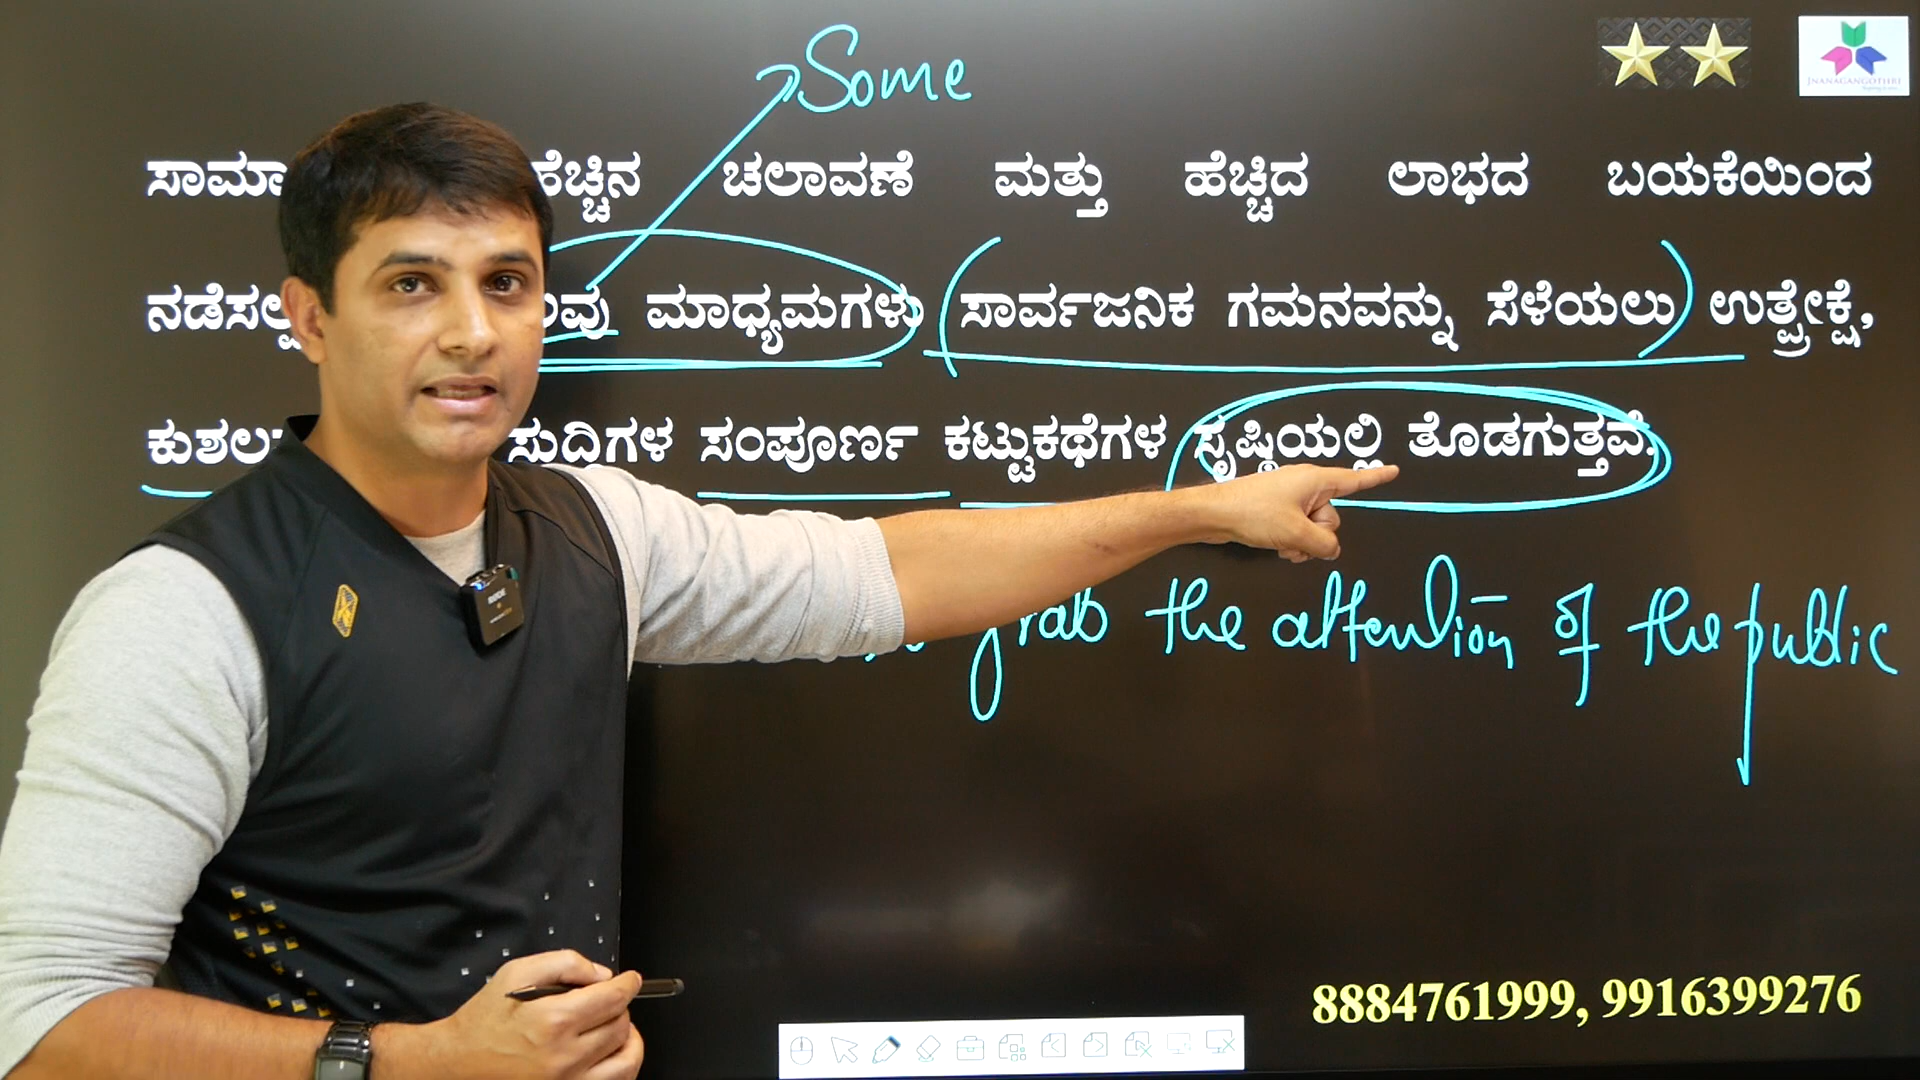 Some
JNANAGANGOTHRI
ಹೆಚ್ಚಿನ ಚಲಾವಣೆ ಮತ್ತು ಹೆಚ್ಚಿದ ಲಾಭದ ಬಯಕೆಯಿಂದ
ಮಾಧ್ಯಮಗಳು (ಸಾರ್ವಜನಿಕ ಗಮನವನ್ನು ಸೆಳೆಯಲು) ಉತ್ಪ್ರೇಕ್ಷೆ,
ಸುದ್ದಿಗಳ ಸಂಪೂರ್ಣ ಕಟ್ಟುಕಥೆಗಳ ಸೃಷ್ಠಿಯಲ್ಲಿ ತೊಡಗುತ್ತವೆ.
grab the attention of the public
8884761999, 9916399276